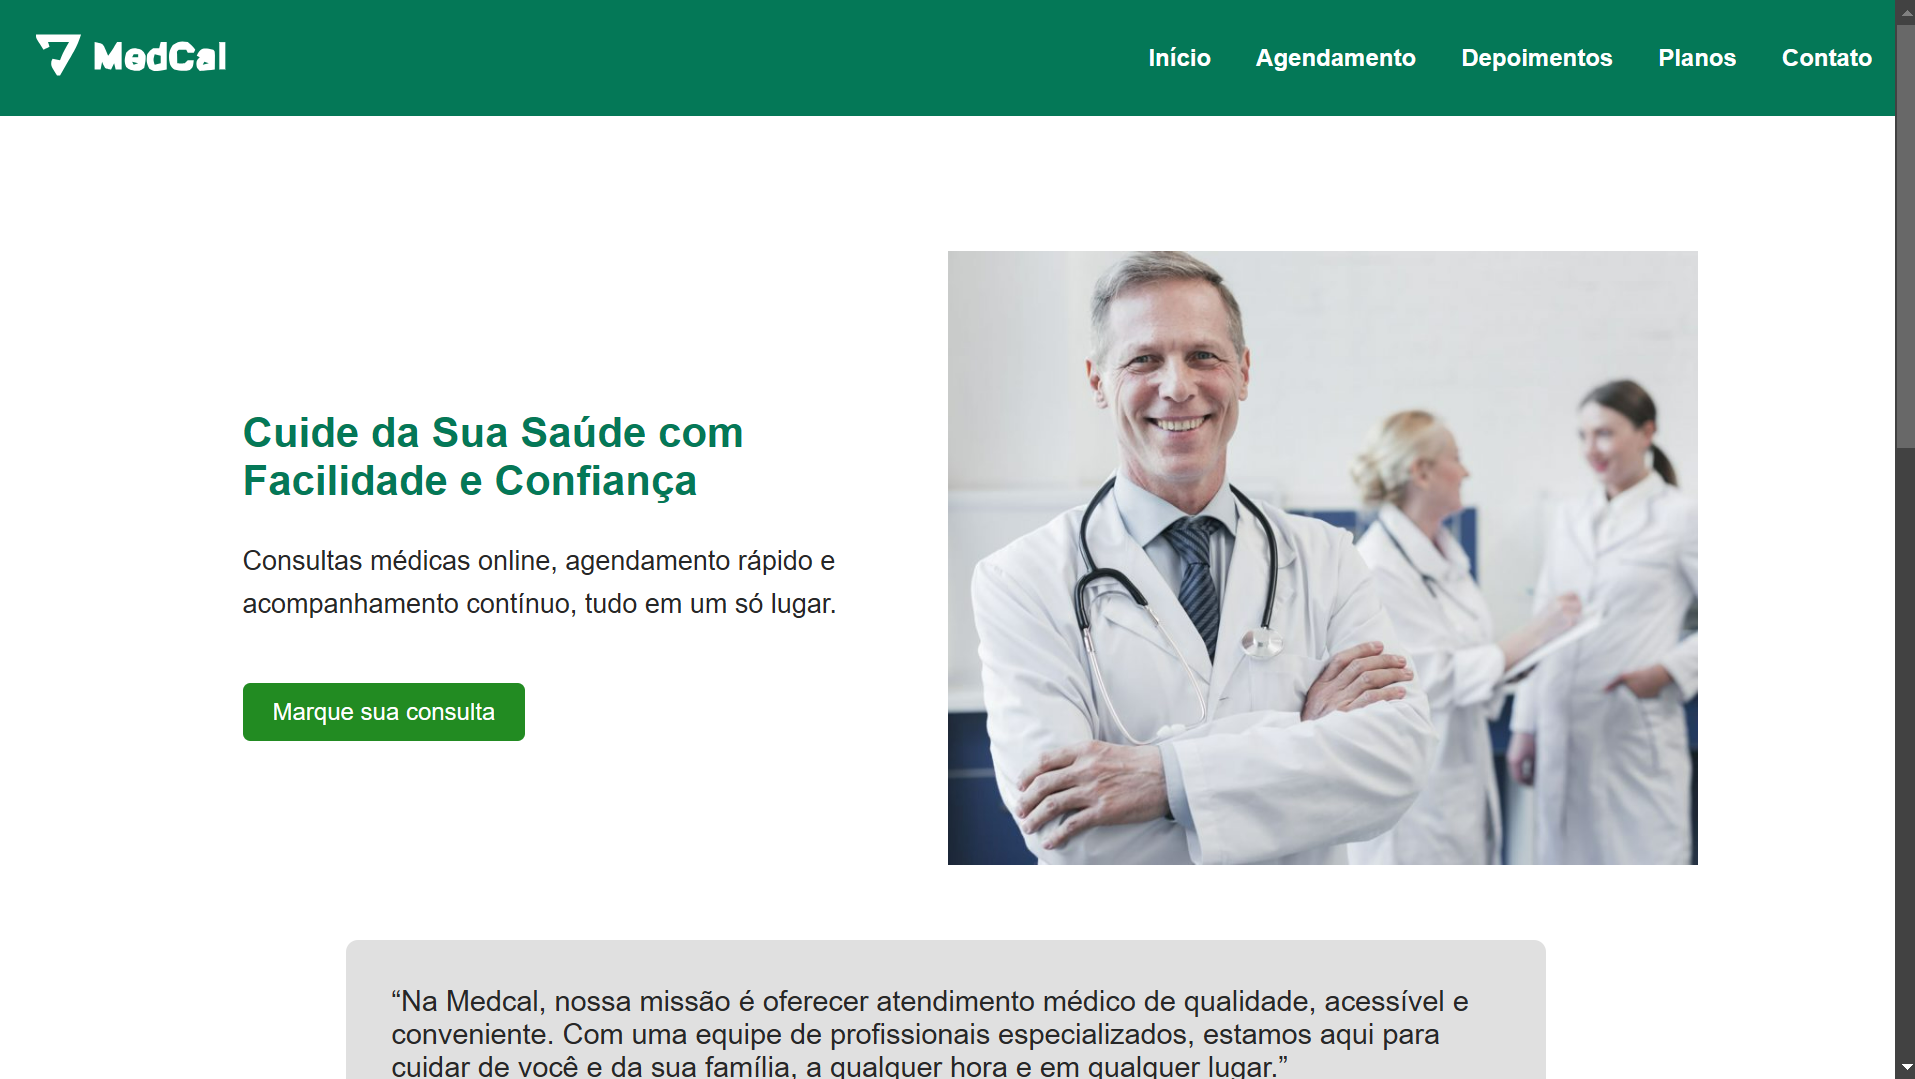 MedCal
Início
Agendamento
Depoimentos
Planos
Contato
Cuide da Sua Saúde com
Facilidade e Confiança
Consultas médicas online, agendamento rápido e
acompanhamento contínuo, tudo em um só lugar.
Marque sua consulta
“Na Medcal, nossa missão é oferecer atendimento médico de qualidade, acessível e
conveniente. Com uma equipe de profissionais especializados, estamos aqui para
cuidar de você e da sua família, a qualquer hora e em qualquer lugar.”